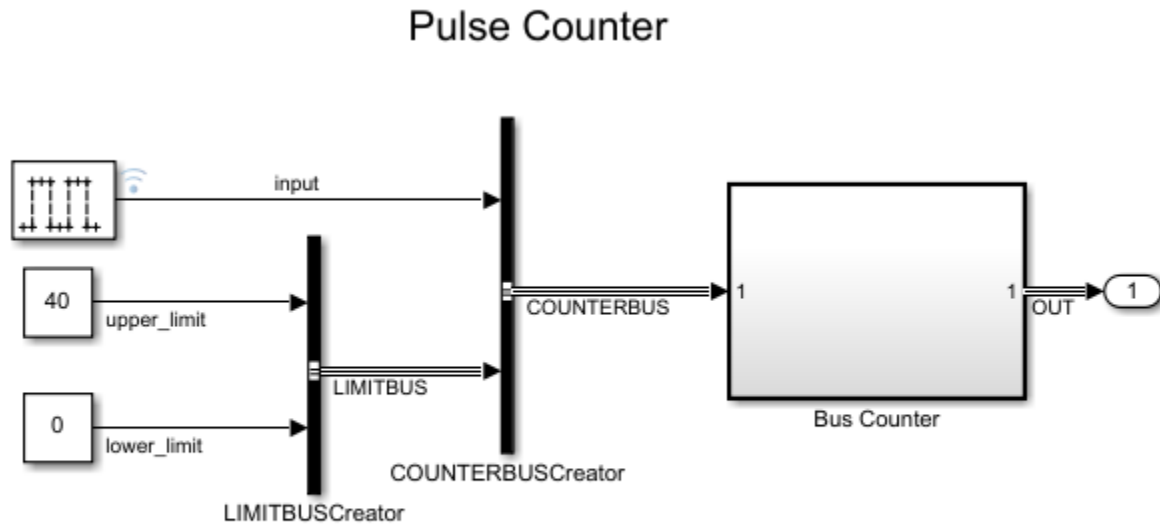 Pulse Counter
input
40
upper_limit
COUNTERBUS
1
1
OUT
1
LIMITBUS
0
lower_limit
Bus Counter
COUNTERBUSCreator
LIMITBUSCreator